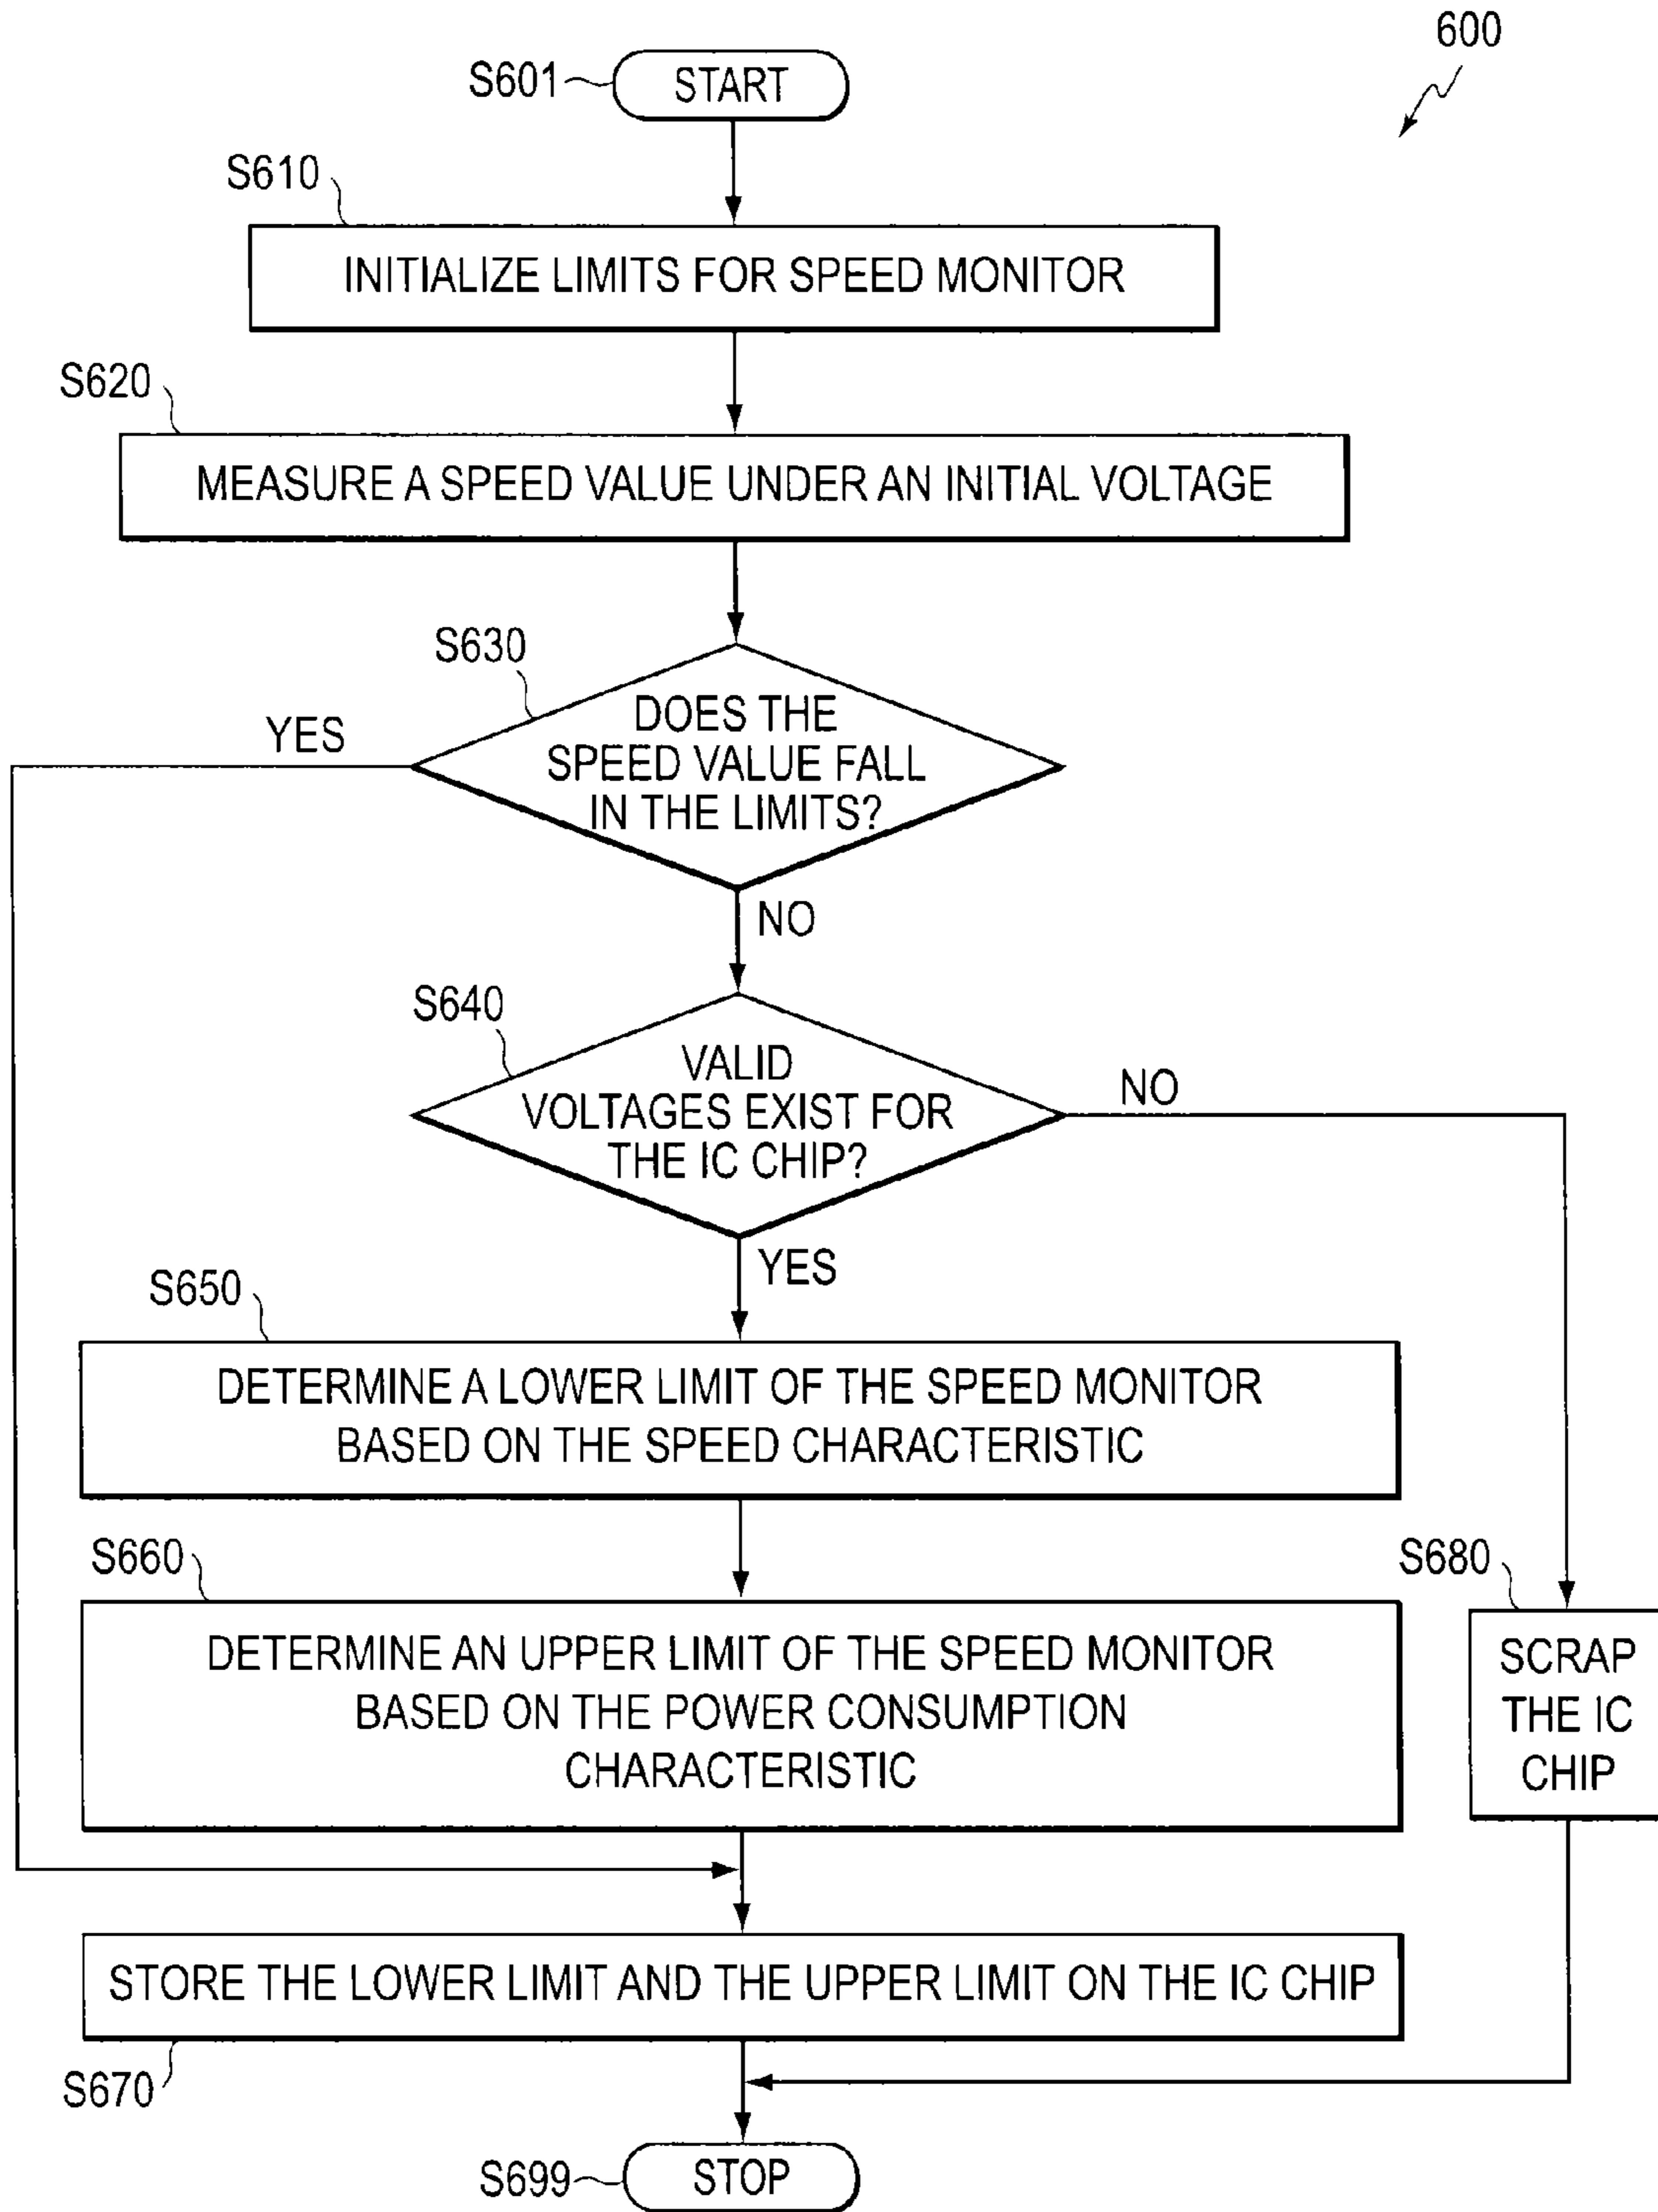 600
S601
START
S610
INITIALIZE LIMITS FOR SPEED MONITOR
S620
MEASURE A SPEED VALUE UNDER AN INITIAL VOLTAGE
S630
DOES THE
SPEED VALUE FALL
IN THE LIMITS?
YES
NO
S640
VALID
VOLTAGES EXIST FOR
THE IC CHIP?
NO
YES
S650
DETERMINE A LOWER LIMIT OF THE SPEED MONITOR
BASED ON THE SPEED CHARACTERISTIC
S660
DETERMINE AN UPPER LIMIT OF THE SPEED MONITOR
BASED ON THE POWER CONSUMPTION
CHARACTERISTIC
S680
SCRAP
THE IC
CHIP
STORE THE LOWER LIMIT AND THE UPPER LIMIT ON THE IC CHIP
S670
S699
STOP